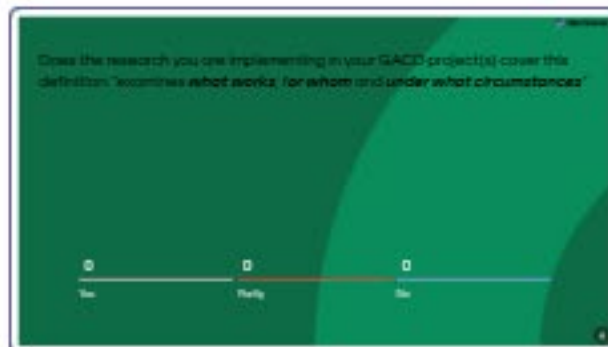 Does the research you are implementing in your GACD project(s) cover this
definition "examines what works, for whom and under what circumstances"
0 0 0
Yes Partly No